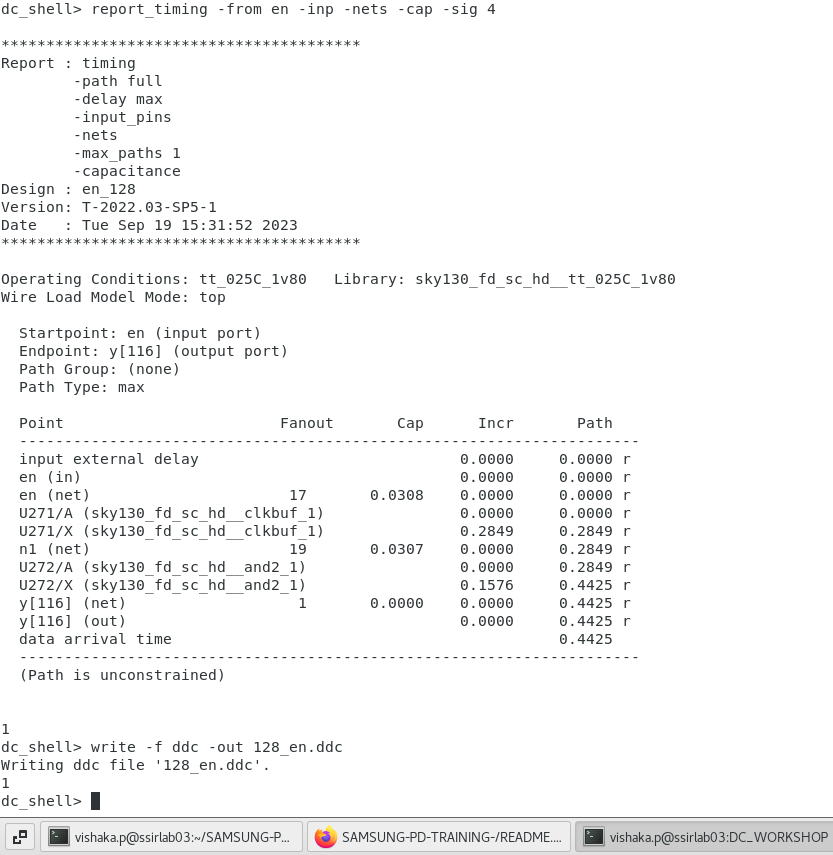 dc_shell> report_timing -from en -inp -nets -cap -sig 4
****************************************
Report : timing
        -path full
        -delay max
        -input_pins
        -nets
        -max_paths 1
        -capacitance
Design : en_128
Version: T-2022.03-SP5-1
Date   : Tue Sep 19 15:31:52 2023
****************************************
Operating Conditions: tt_025C_1v80   Library: sky130_fd_sc_hd__tt_025C_1v80
Wire Load Model Mode: top
  Startpoint: en (input port)
  Endpoint: y[116] (output port)
  Path Group: (none)
  Path Type: max
  Point                        Fanout       Cap      Incr       Path
  ---------------------------------------------------------------------
  input external delay                             0.0000     0.0000 r
  en (in)                                          0.0000     0.0000 r
  en (net)                      17       0.0308    0.0000     0.0000 r
  U271/A (sky130_fd_sc_hd__clkbuf_1)               0.0000     0.0000 r
  U271/X (sky130_fd_sc_hd__clkbuf_1)               0.2849     0.2849 r
  n1 (net)                      19       0.0307    0.0000     0.2849 r
  U272/A (sky130_fd_sc_hd__and2_1)                 0.0000     0.2849 r
  U272/X (sky130_fd_sc_hd__and2_1)                 0.1576     0.4425 r
  y[116] (net)                   1       0.0000    0.0000     0.4425 r
  y[116] (out)                                     0.0000     0.4425 r
  data arrival time                                           0.4425
  ---------------------------------------------------------------------
  (Path is unconstrained)
1
dc_shell> write -f ddc -out 128_en.ddc
Writing ddc file '128_en.ddc'.
1
dc_shell>
vishaka.p@ssirlab03:~/SAMSUNG-P... SAMSUNG-PD-TRAINING-/README.... vishaka.p@ssirlab03:DC_WORKSHOP